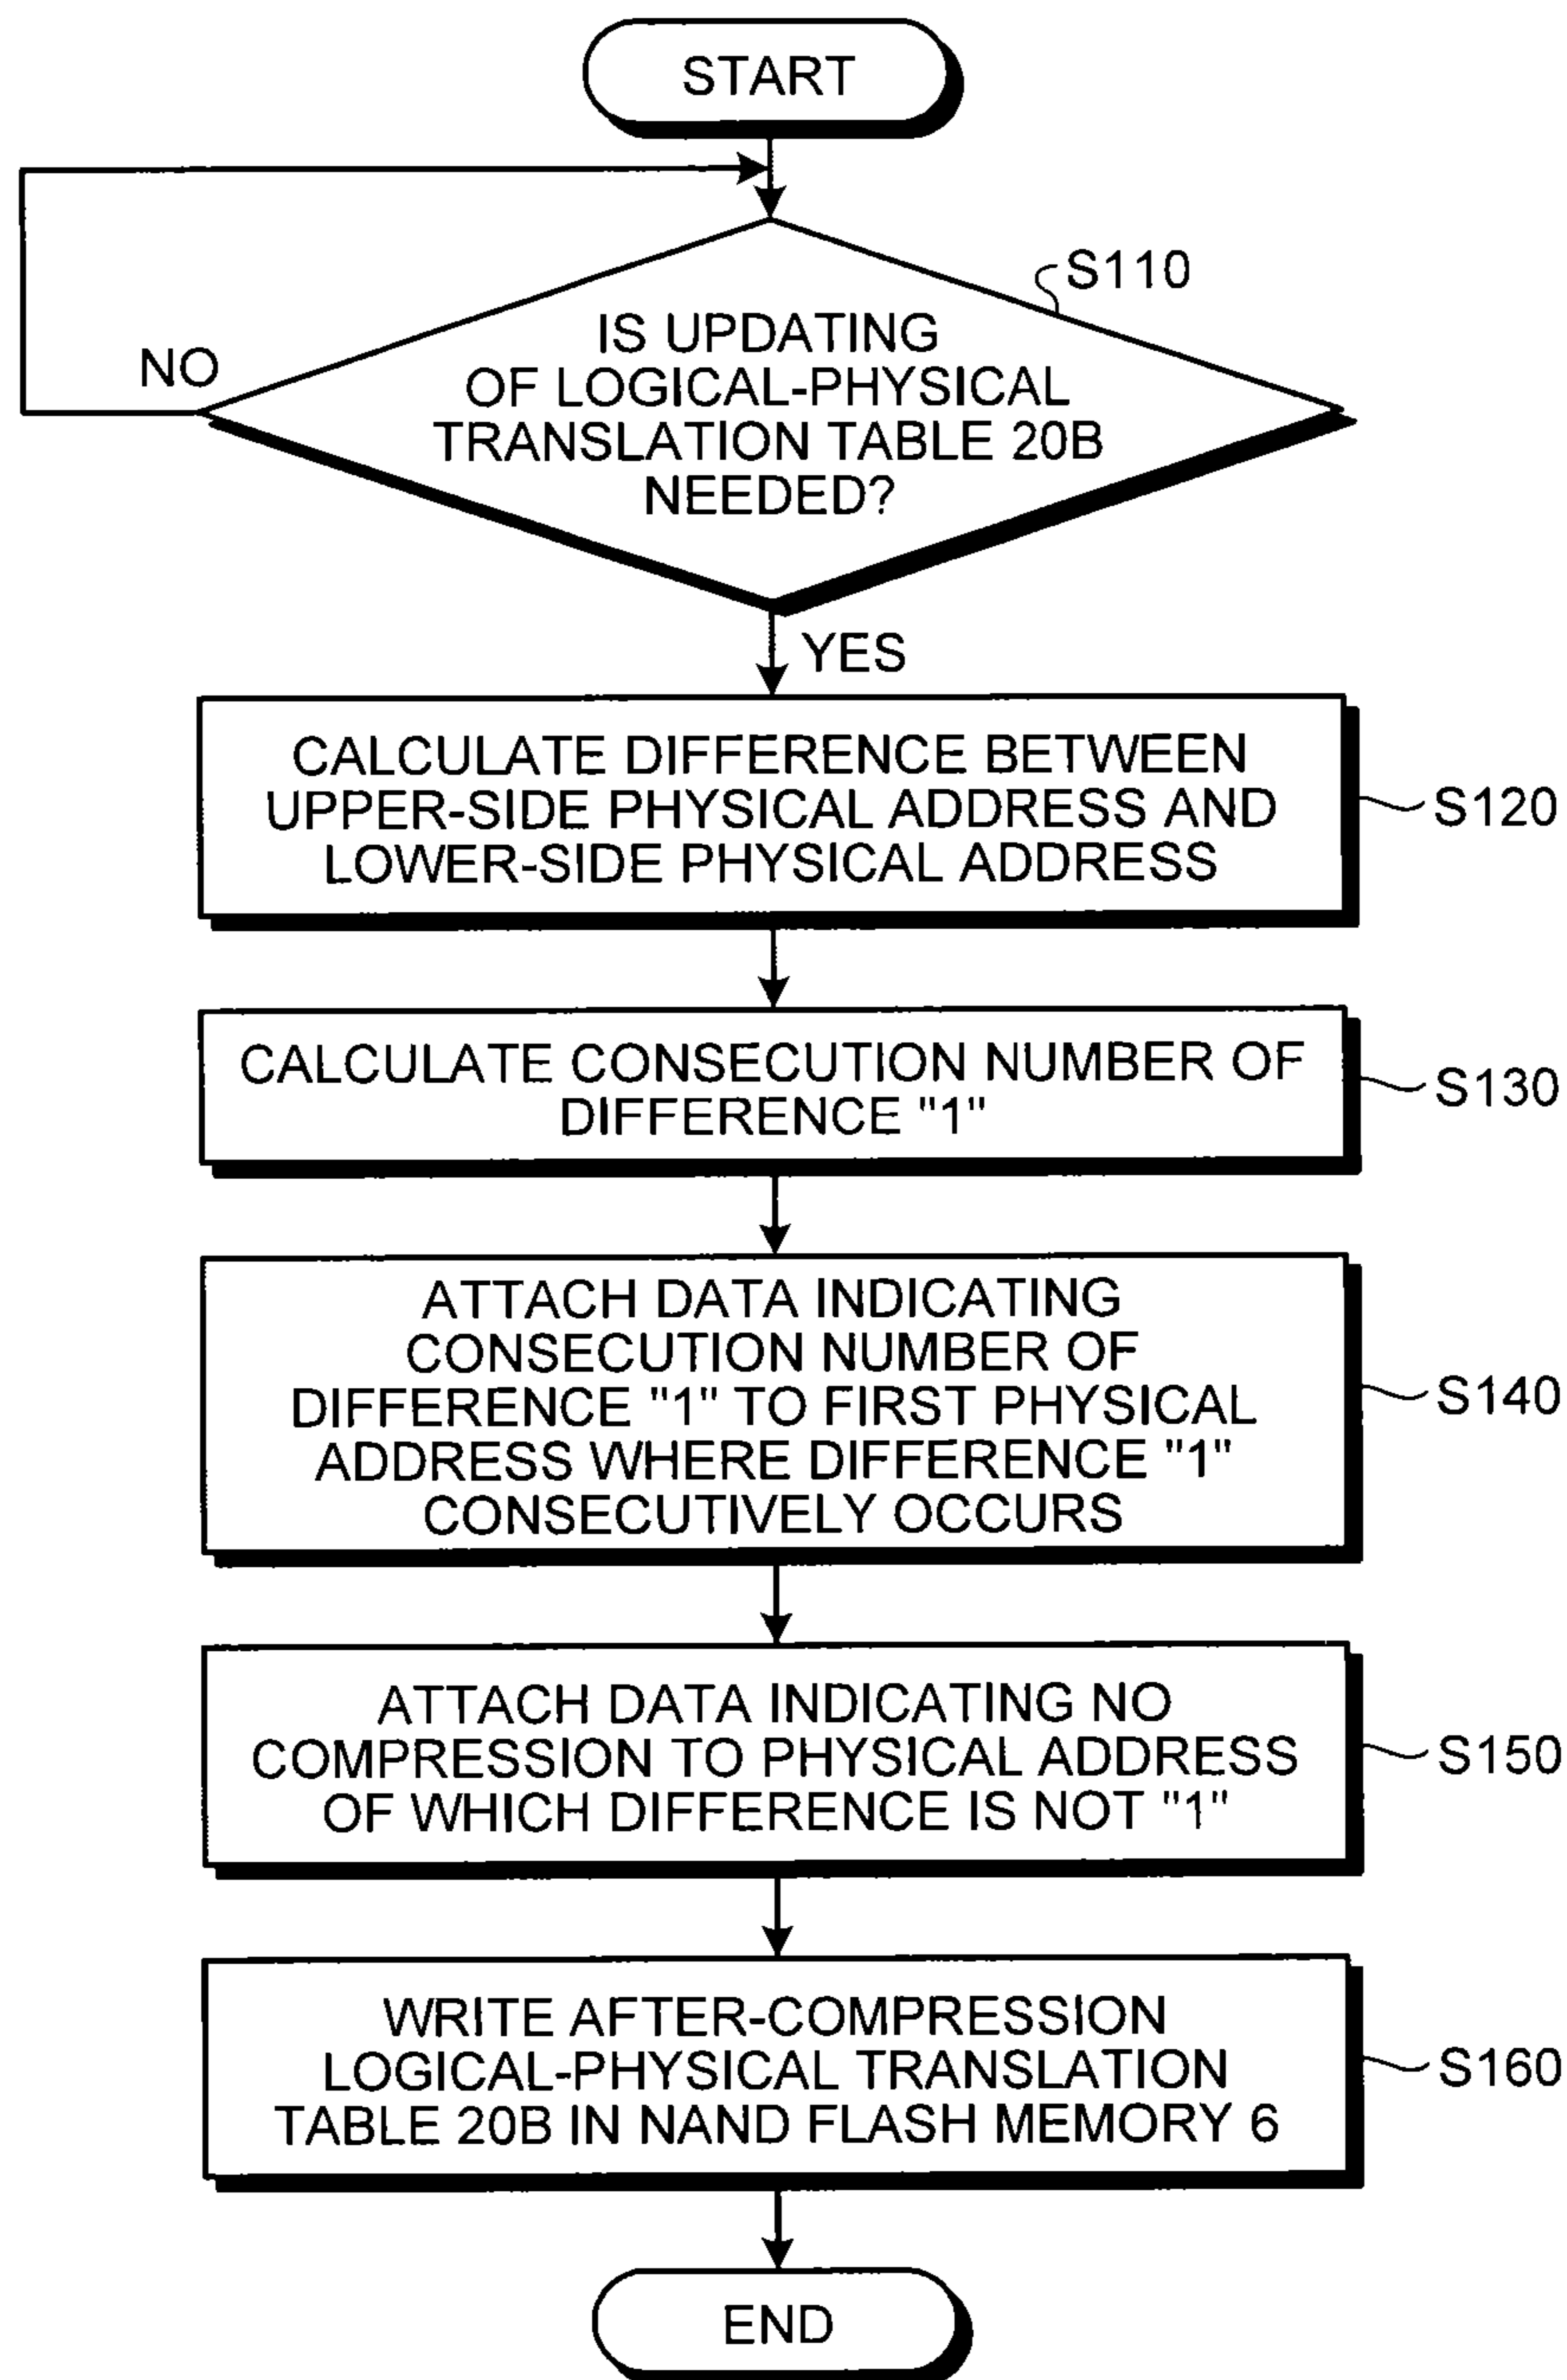 START
S110
IS UPDATING
OF LOGICAL-PHYSICAL
TRANSLATION TABLE 20B
NEEDED?
NO
YES
CALCULATE DIFFERENCE BETWEEN
UPPER-SIDE PHYSICAL ADDRESS AND
LOWER-SIDE PHYSICAL ADDRESS
S120
CALCULATE CONSECUTION NUMBER OF
DIFFERENCE "1"
S130
ATTACH DATA INDICATING
CONSECUTION NUMBER OF
DIFFERENCE "1" TO FIRST PHYSICAL
ADDRESS WHERE DIFFERENCE "1"
CONSECUTIVELY OCCURS
S140
ATTACH DATA INDICATING NO
COMPRESSION TO PHYSICAL ADDRESS
OF WHICH DIFFERENCE IS NOT "1"
S150
WRITE AFTER-COMPRESSION
LOGICAL-PHYSICAL TRANSLATION
TABLE 20B IN NAND FLASH MEMORY 6
S160
END